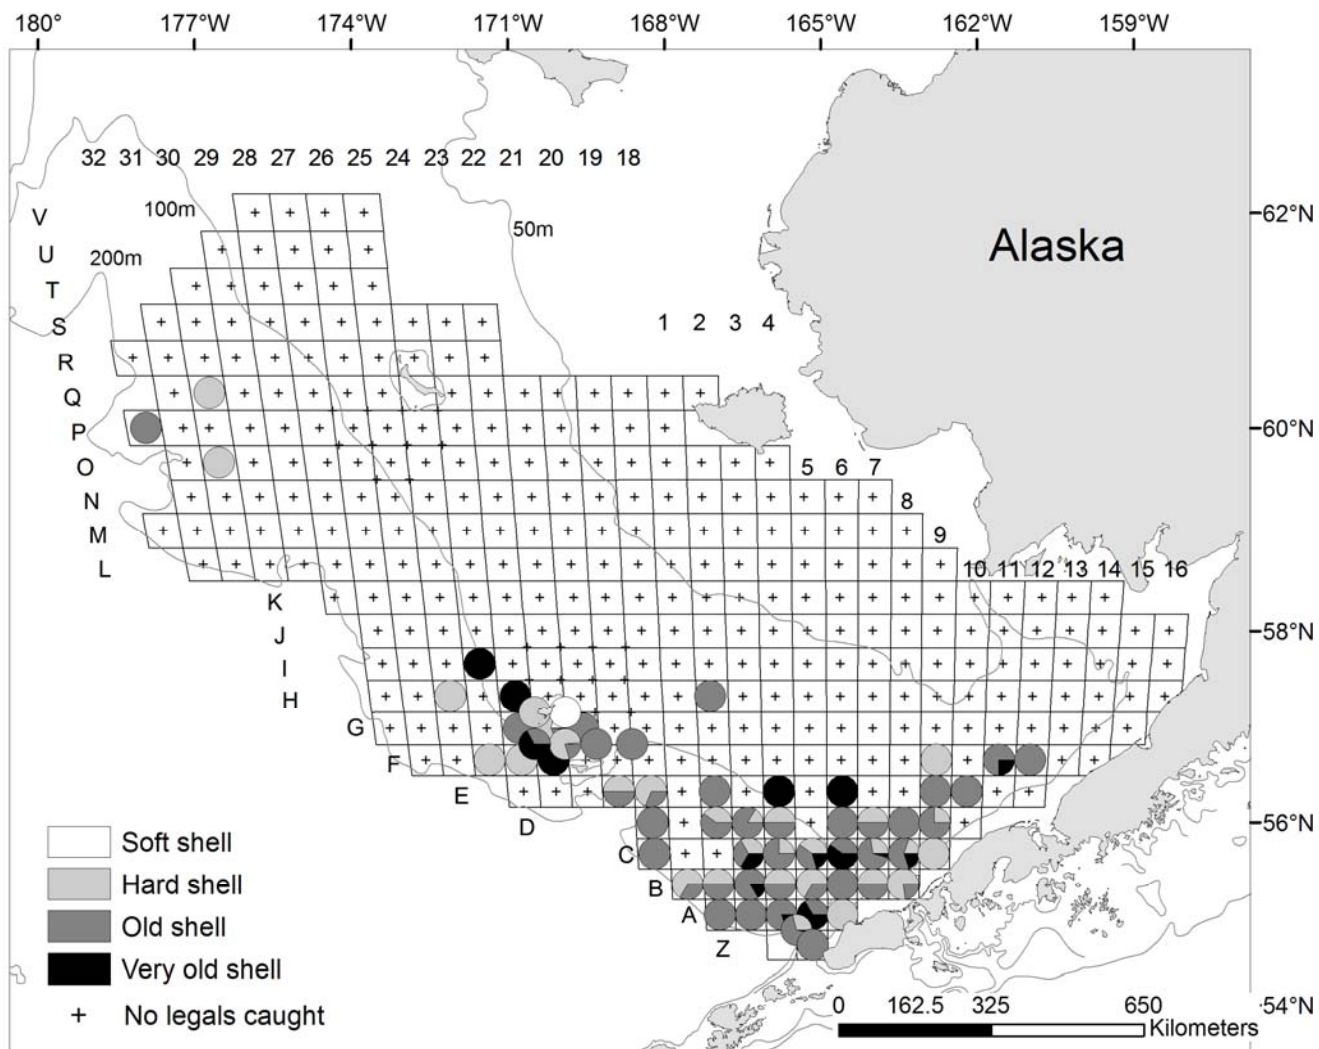 180° 177°W 174°W 171°W 168°W 165°W 162°W 159°W
32 31 30 29 28 27 26 25 24 23 22 21 20 19 18
V
100m
62°N
50m
U
200m
Alaska
T
S
1 2 3 4
R
Q
P
60°N
O
5 6 7
N
8
M
9
L
10 11 12 13 14 15 16
K
J
58°N
I
H
G
F
E
D
56°N
Soft shell
C
Hard shell
B
A
Old shell
Z
Very old shell
No legals caught
0 162.5 325 650
54°N
Kilometers